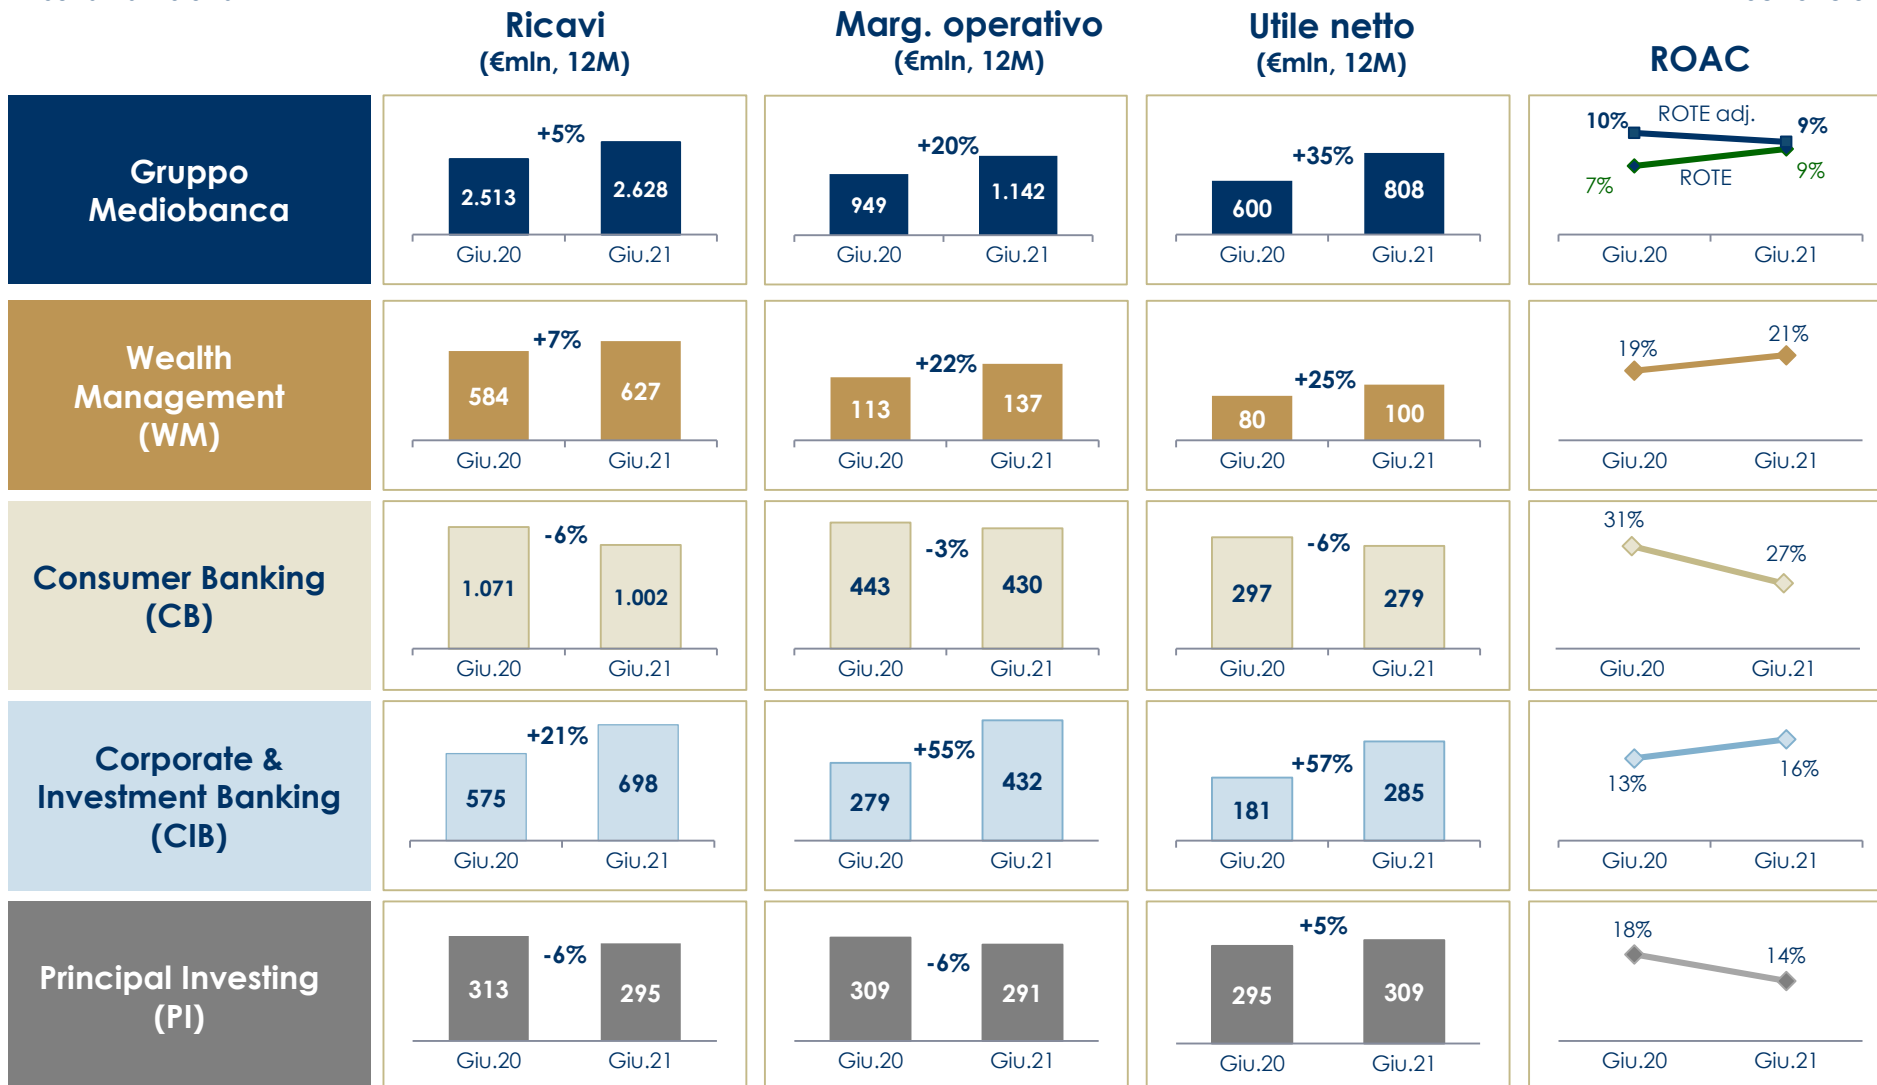 Ricavi
(€mln, 12M)
Marg. operativo
(€mln, 12M)
Utile netto
(€mln, 12M)
ROAC
Gruppo
Mediobanca
+5%
2.513
2.628
Giu.20
Giu.21
+20%
949
1.142
Giu.20
Giu.21
+35%
600
808
Giu.20
Giu.21
10%
ROTE adj.
9%
7%
ROTE
9%
Giu.20
Giu.21
Wealth
Management
(WM)
+7%
584
627
Giu.20
Giu.21
+22%
113
137
Giu.20
Giu.21
+25%
80
100
Giu.20
Giu.21
19%
21%
Giu.20
Giu.21
Consumer Banking
(CB)
-6%
1.071
1.002
Giu.20
Giu.21
-3%
443
430
Giu.20
Giu.21
-6%
297
279
Giu.20
Giu.21
31%
27%
Giu.20
Giu.21
Corporate &
Investment Banking
(CIB)
+21%
575
698
Giu.20
Giu.21
+55%
279
432
Giu.20
Giu.21
+57%
181
285
Giu.20
Giu.21
13%
16%
Giu.20
Giu.21
Principal Investing
(PI)
-6%
313
295
Giu.20
Giu.21
-6%
309
291
Giu.20
Giu.21
+5%
295
309
Giu.20
Giu.21
18%
14%
Giu.20
Giu.21